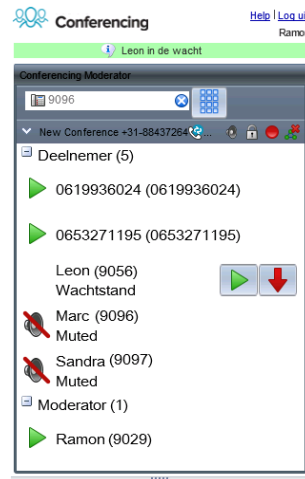 Conferencing
Help | Log ui
Ramo
Leon in de wacht
Conferencing Moderator
9096
New Conference +31-88437264 ...
Deelnemer (5)
0619936024 (0619936024)
0653271195 (0653271195)
Leon (9056)
Wachtstand
Marc (9096)
Muted
Sandra (9097)
Muted
Moderator (1)
Ramon (9029)